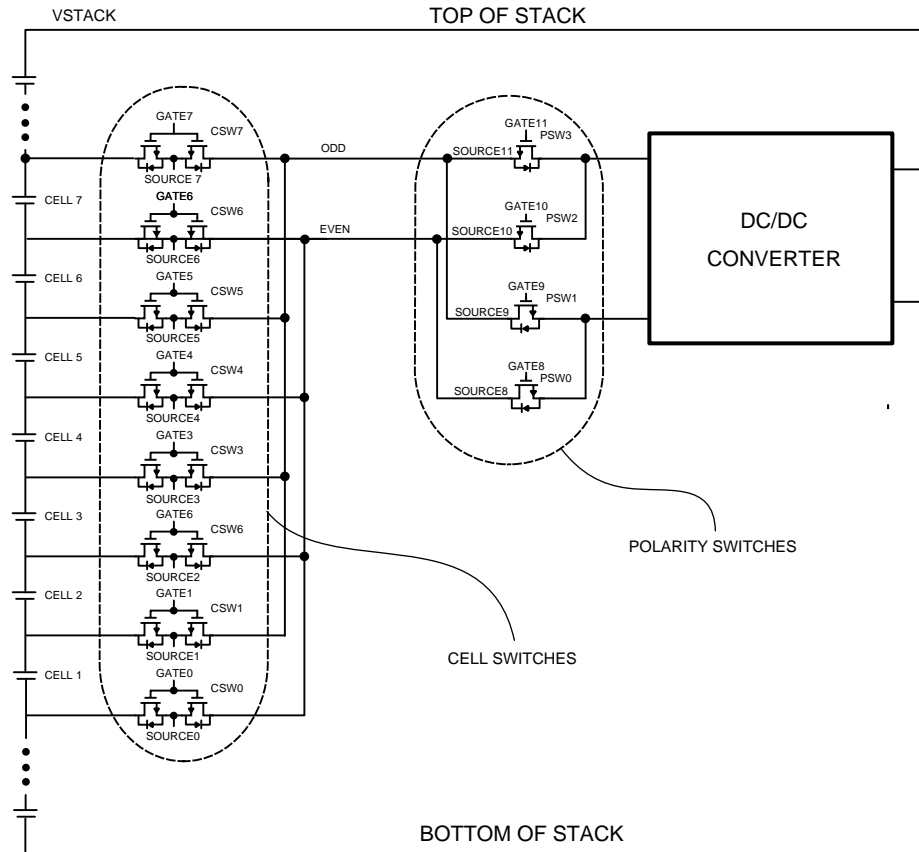 VSTACK
TOP OF STACK
GATE7
CSW7
SOURCE 7
CELL 7
GATE6
CSW6
SOURCE6
CELL 6
GATE5
CSW5
SOURCE5
CELL 5
GATE4
CSW4
SOURCE4
CELL 4
GATE3
CSW3
SOURCE3
CELL 3
GATE6
CSW6
SOURCE2
CELL 2
GATE1
CSW1
SOURCE1
CELL 1
GATE0
CSW0
SOURCE0
ODD
EVEN
GATE11
PSW3
SOURCE11
GATE10
PSW2
SOURCE10
GATE9
PSW1
SOURCE9
GATE8
PSW0
SOURCE8
DC/DC
CONVERTER
POLARITY SWITCHES
CELL SWITCHES
BOTTOM OF STACK